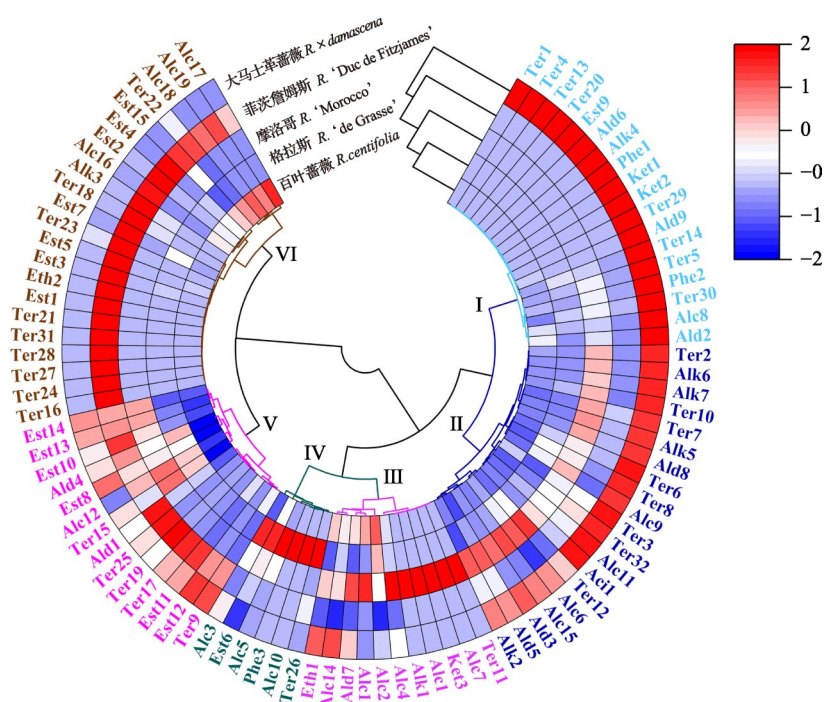 大马士革蔷薇 R. × damascena
菲茨詹姆斯 R. 'Duc de Fitzjames'
摩洛哥 R. 'Morocco'
格拉斯 R. 'de Grasse'
百叶蔷薇 R.centifolia
Ter1
Ter4
Ter13
Ter20
Est9
Ald6
Alk4
Phe1
Ket1
Ket2
Ter29
Ald9
Ter14
Ter5
Phe2
Ter30
Alc8
Ald2
Ter2
Alk6
Alk7
Ter10
Ter7
Alk5
Ald8
Ter6
Ter8
Alc9
Ter3
Ter32
Alc11
Aci1
Ter12
Alc6
Alc15
Ald3
Ald5
Alk2
Ter11
Alc7
Ket3
Alc1
Alk1
Alc4
Alc2
Alc1
Ald7
Alc14
Eth1
Ter26
Alc10
Phe3
Alc5
Est6
Alc3
Ter9
Est12
Est11
Ter17
Ter19
Ter25
Ald1
Ter15
Alc12
Est8
Ald4
Est10
Est13
Est14
Ter16
Ter24
Ter27
Ter28
Ter31
Ter21
Est1
Eth2
Est3
Est5
Ter23
Est7
Ter18
Alk3
Alc16
Est2
Est4
Est15
Ter22
Alc18
Alc19
Alc17
I
II
III
IV
V
VI
2
1
0
−0
−1
−2